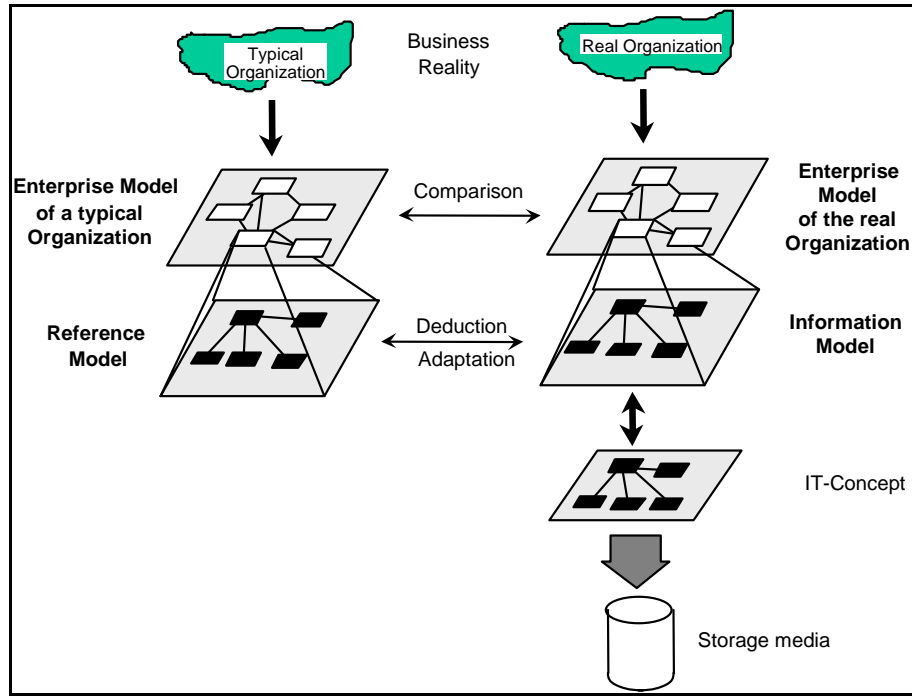 Typical
Organization
Business
Reality
Real Organization
Enterprise Model
of a typical
Organization
Comparison
Enterprise
Model
of the real
Organization
Reference
Model
Deduction
Adaptation
Information
Model
IT-Concept
Storage media